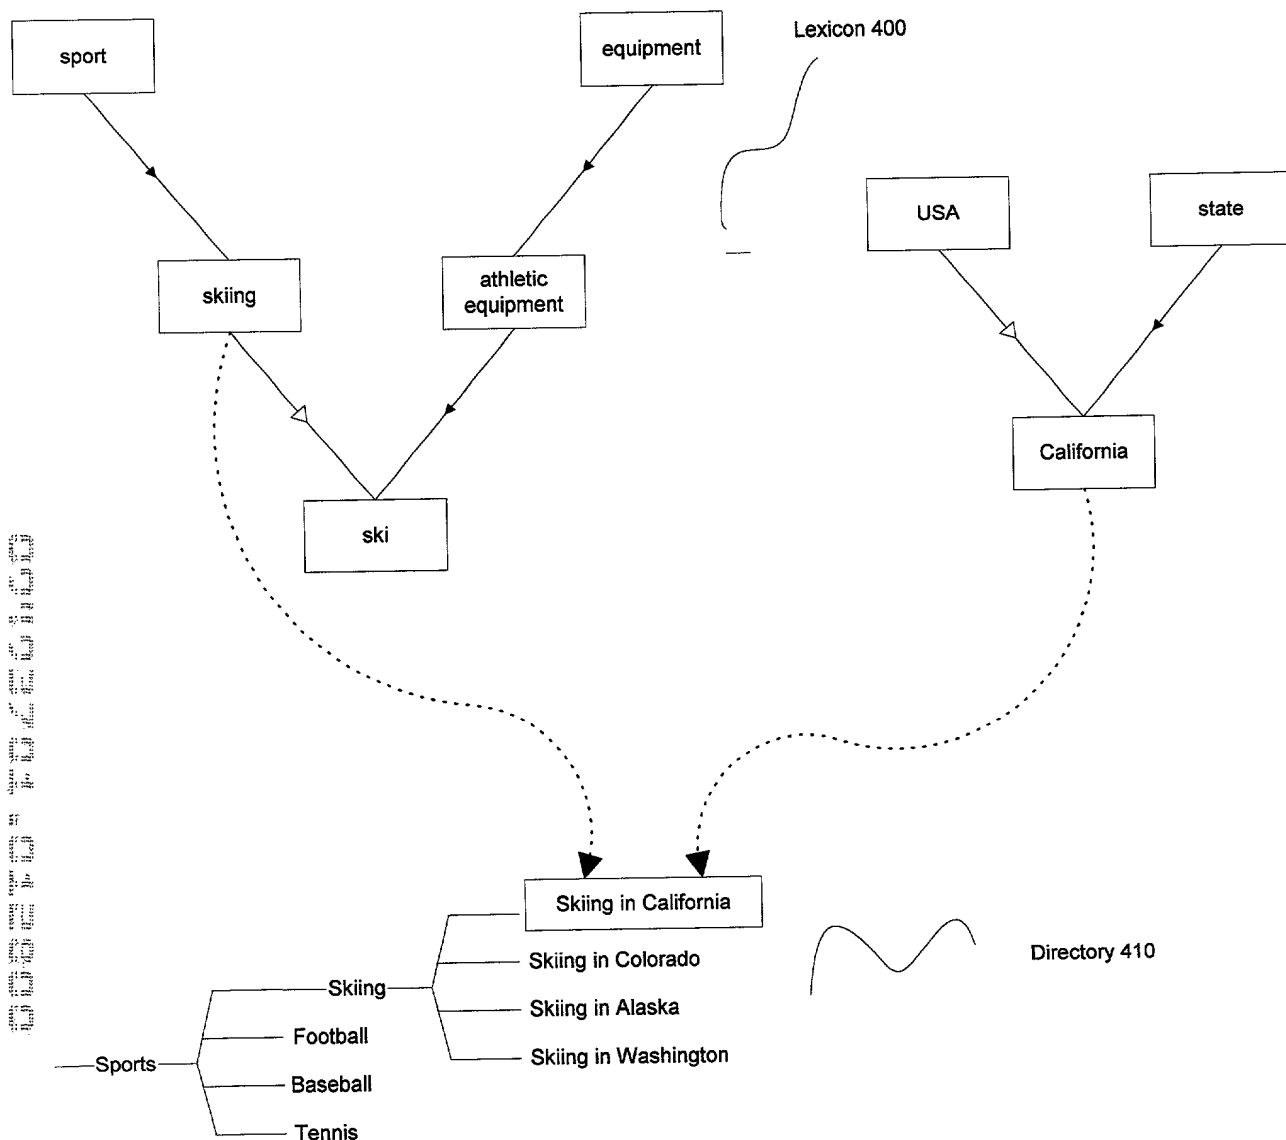 Lexicon 400
sport
equipment
USA
state
skiing
athletic
equipment
California
ski
Skiing in California
Skiing in Colorado
Directory 410
Skiing
Skiing in Alaska
Football
Skiing in Washington
Sports
Baseball
Tennis